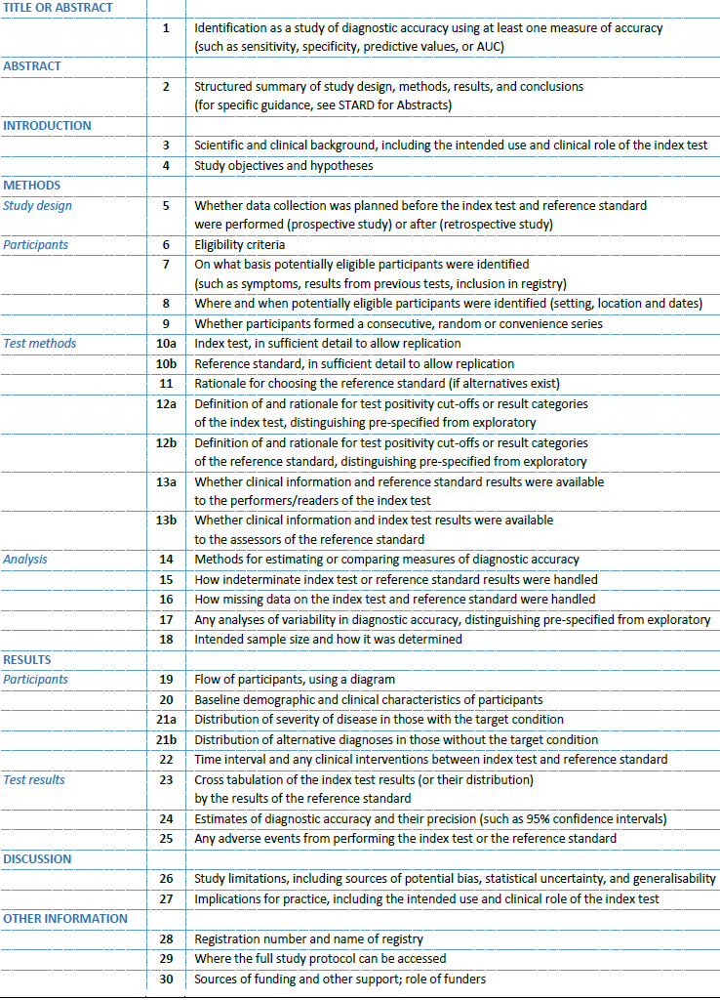 TITLE OR ABSTRACT
1 Identification as a study of diagnostic accuracy using at least one measure of accuracy
(such as sensitivity, specificity, predictive values, or AUC)
ABSTRACT
2 Structured summary of study design, methods, results, and conclusions
(for specific guidance, see STARD for Abstracts)
INTRODUCTION
3 Scientific and clinical background, including the intended use and clinical role of the index test
4 Study objectives and hypotheses
METHODS
Study design 5 Whether data collection was planned before the index test and reference standard
were performed (prospective study) or after (retrospective study)
Participants 6 Eligibility criteria
7 On what basis potentially eligible participants were identified
(such as symptoms, results from previous tests, inclusion in registry)
8 Where and when potentially eligible participants were identified (setting, location and dates)
9 Whether participants formed a consecutive, random or convenience series
Test methods 10a Index test, in sufficient detail to allow replication
10b Reference standard, in sufficient detail to allow replication
11 Rationale for choosing the reference standard (if alternatives exist)
12a Definition of and rationale for test positivity cut-offs or result categories
of the index test, distinguishing pre-specified from exploratory
12b Definition of and rationale for test positivity cut-offs or result categories
of the reference standard, distinguishing pre-specified from exploratory
13a Whether clinical information and reference standard results were available
to the performers/readers of the index test
13b Whether clinical information and index test results were available
to the assessors of the reference standard
Analysis 14 Methods for estimating or comparing measures of diagnostic accuracy
15 How indeterminate index test or reference standard results were handled
16 How missing data on the index test and reference standard were handled
17 Any analyses of variability in diagnostic accuracy, distinguishing pre-specified from exploratory
18 Intended sample size and how it was determined
RESULTS
Participants 19 Flow of participants, using a diagram
20 Baseline demographic and clinical characteristics of participants
21a Distribution of severity of disease in those with the target condition
21b Distribution of alternative diagnoses in those without the target condition
22 Time interval and any clinical interventions between index test and reference standard
Test results 23 Cross tabulation of the index test results (or their distribution)
by the results of the reference standard
24 Estimates of diagnostic accuracy and their precision (such as 95% confidence intervals)
25 Any adverse events from performing the index test or the reference standard
DISCUSSION
26 Study limitations, including sources of potential bias, statistical uncertainty, and generalisability
27 Implications for practice, including the intended use and clinical role of the index test
OTHER INFORMATION
28 Registration number and name of registry
29 Where the full study protocol can be accessed
30 Sources of funding and other support; role of funders